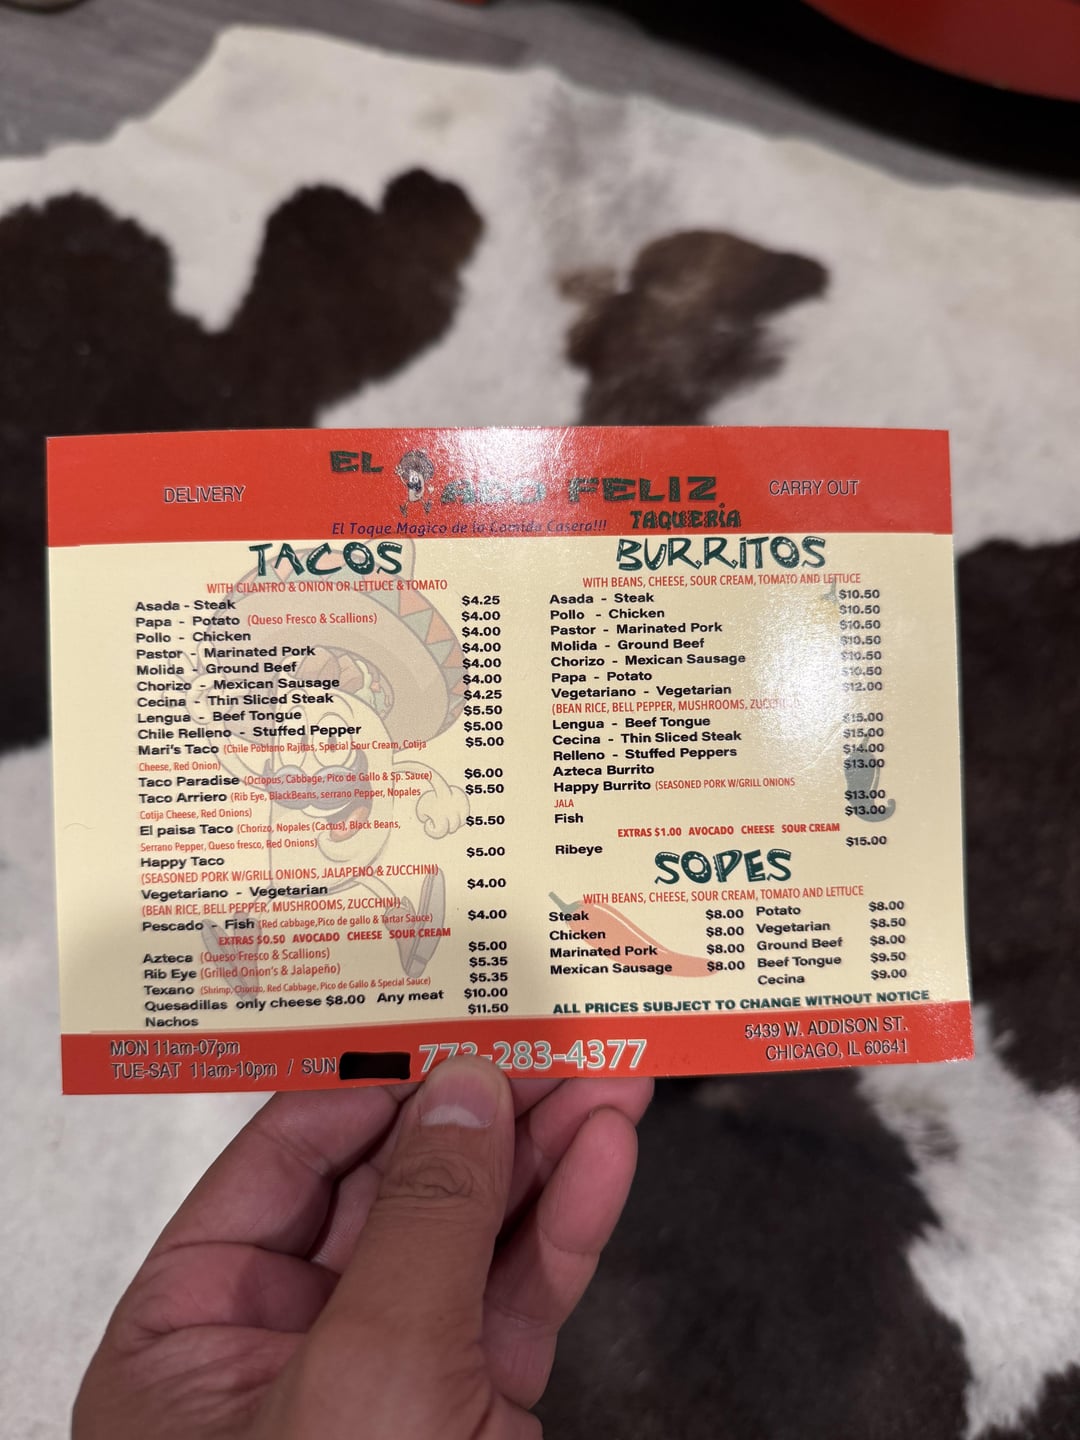 DELIVERY
EL TACO FELIZ
CARRY OUT
El Toque Magico de la Comida Casera!!!
TAQUERíA
TACOS
WITH CILANTRO & ONION OR LETTUCE & TOMATO
Asada - Steak $4.25
Papa - Potato (Queso Fresco & Scallions) $4.00
Pollo - Chicken $4.00
Pastor - Marinated Pork $4.00
Molida - Ground Beef $4.00
Chorizo - Mexican Sausage $4.00
Cecina - Thin Sliced Steak $4.25
Lengua - Beef Tongue $5.50
Chile Relleno - Stuffed Pepper $5.00
Mari's Taco (Chile Poblano Rajitas, Special Sour Cream, Cotija $5.00
Cheese, Red Onion)
Taco Paradise (Octopus, Cabbage, Pico de Gallo & Sp. Sauce) $6.00
Taco Arriero (Rib Eye, BlackBeans, serrano Pepper, Nopales, $5.50
Cotija Cheese, Red Onions)
El paisa Taco (Chorizo, Nopales (Cactus), Black Beans, $5.50
Serrano Pepper, Queso fresco, Red Onions)
Happy Taco $5.00
(SEASONED PORK W/GRILL ONIONS, JALAPEÑO & ZUCCHINI)
Vegetariano - Vegetarian $4.00
(BEAN RICE, BELL PEPPER, MUSHROOMS, ZUCCHINI)
Pescado - Fish (Red cabbage,Pico de gallo & Tartar Sauce) $4.00
EXTRAS $0.50 AVOCADO CHEESE SOUR CREAM
Azteca (Queso Fresco & Scallions) $5.00
Rib Eye (Grilled Onion's & Jalapeño) $5.35
Texano (Shrimp, Chorizo, Red Cabbage, Pico de Gallo & Special Sauce) $5.35
Quesadillas only cheese $8.00 Any meat $10.00
Nachos $11.50
BURRiTOS
WITH BEANS, CHEESE, SOUR CREAM, TOMATO AND LETTUCE
Asada - Steak $10.50
Pollo - Chicken $10.50
Pastor - Marinated Pork $10.50
Molida - Ground Beef $10.50
Chorizo - Mexican Sausage $10.50
Papa - Potato $10.50
Vegetariano - Vegetarian $12.00
(BEAN RICE, BELL PEPPER, MUSHROOMS,
Lengua - Beef Tongue $15.00
Cecina - Thin Sliced Steak $15.00
Relleno - Stuffed Peppers $14.00
Azteca Burrito $13.00
Happy Burrito (SEASONED PORK W/GRILL ONIONS
JALA $13.00
Fish $13.00
EXTRAS $1.00 AVOCADO CHEESE SOUR CREAM
Ribeye $15.00
SOPES
WITH BEANS, CHEESE, SOUR CREAM, TOMATO AND LETTUCE
Steak $8.00 Potato $8.00
Chicken $8.00 Vegetarian $8.50
Marinated Pork $8.00 Ground Beef $8.00
Mexican Sausage $8.00 Beef Tongue $9.50
Cecina $9.00
ALL PRICES SUBJECT TO CHANGE WITHOUT NOTICE
MON 11am-07pm
TUE-SAT 11am-10pm / SUN
773-283-4377
5439 W. ADDISON ST.
CHICAGO, IL 60641